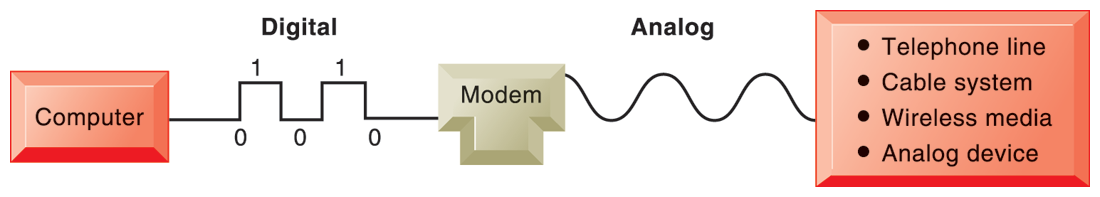 Digital
Analog
Computer
1
1
0
0
0
Modem
• Telephone line
• Cable system
• Wireless media
• Analog device